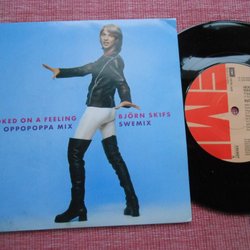 OKED ON A FEELING
BJÖRN SKIFS
OPPOPOPPA MIX
SWEMIX
EMI